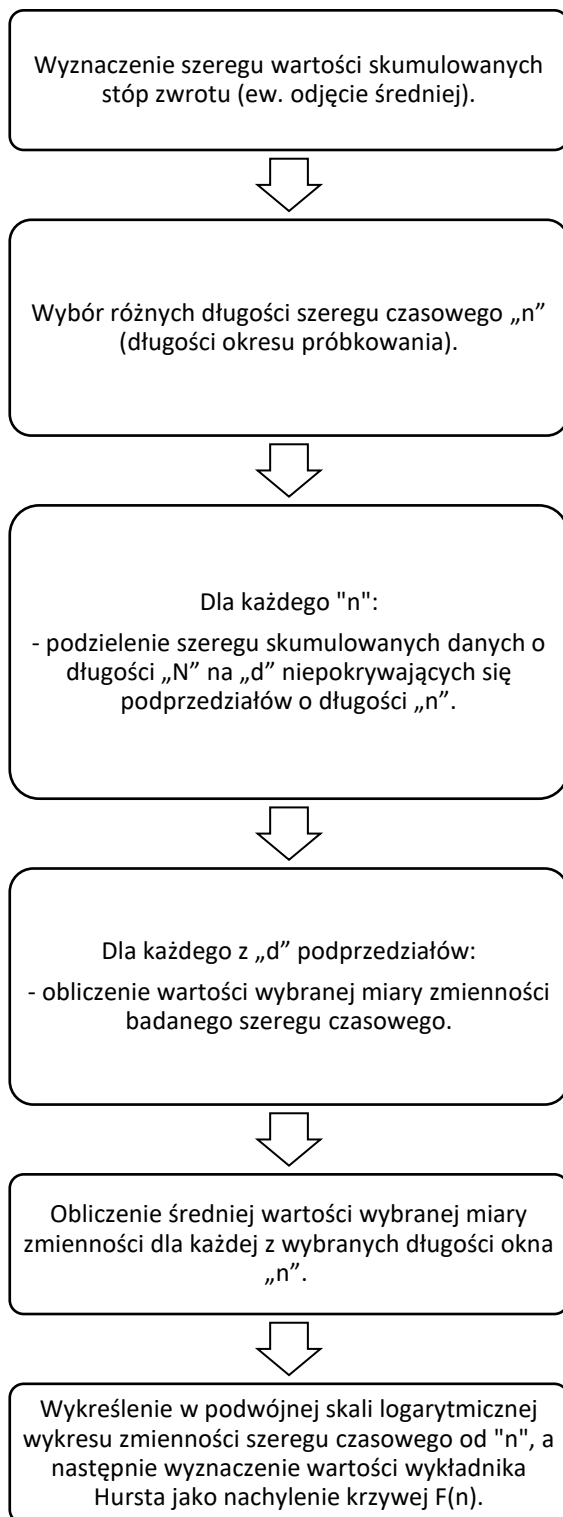 Wyznaczenie szeregu wartości skumulowanych
stóp zwrotu (ew. odjęcie średniej).
Wybór różnych długości szeregu czasowego „n”
(długości okresu próbkowania).
Dla każdego "n":
- podzielenie szeregu skumulowanych danych o
długości „N” na „d” niepokrywających się
podprzedziałów o długości „n”.
Dla każdego z „d” podprzedziałów:
- obliczenie wartości wybranej miary zmienności
badanego szeregu czasowego.
Obliczenie średniej wartości wybranej miary
zmienności dla każdej z wybranych długości okna
„n”.
Wykreślenie w podwójnej skali logarytmicznej
wykresu zmienności szeregu czasowego od "n", a
następnie wyznaczenie wartości wykładnika
Hursta jako nachylenie krzywej F(n).